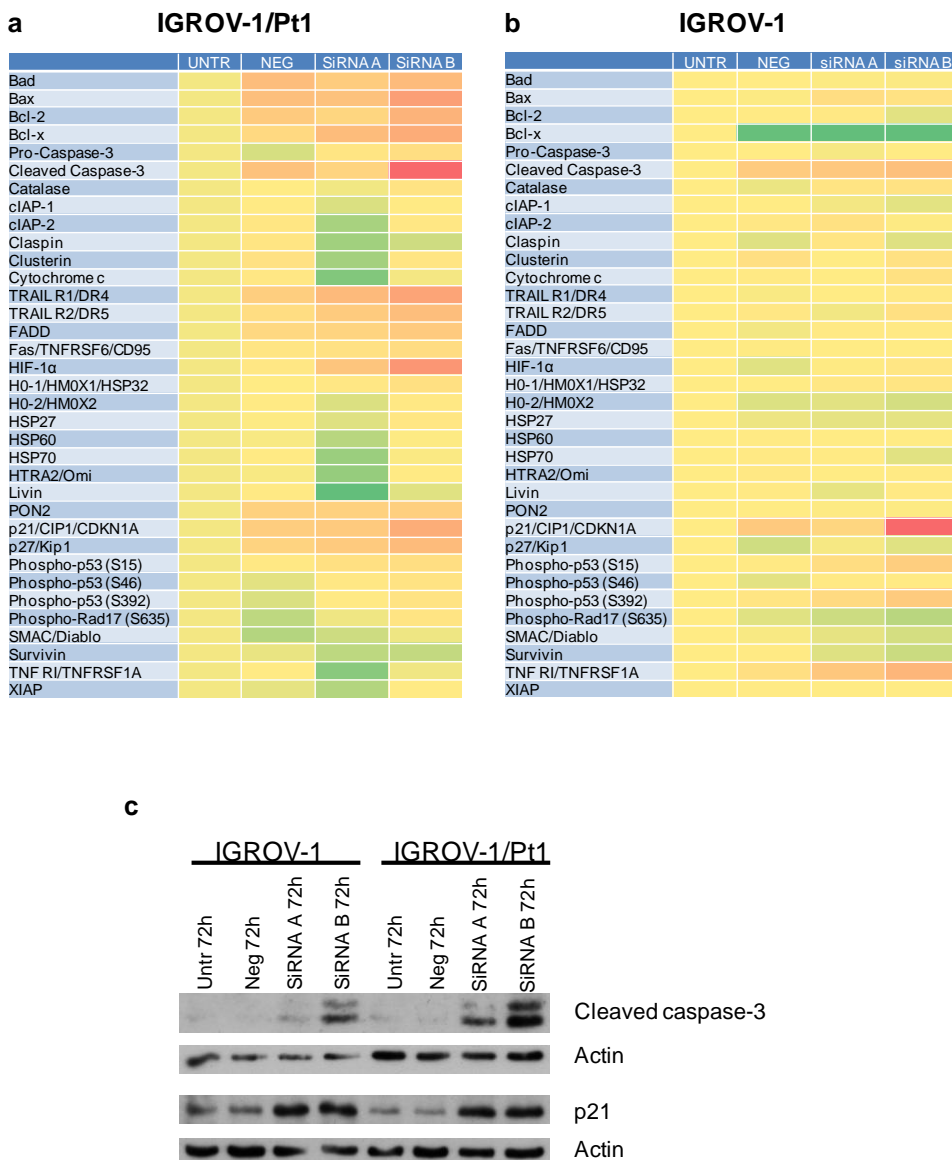 a IGROV-1/Pt1
UNTR NEG SiRNA A SiRNA B
Bad
Bax
Bcl-2
Bcl-x
Pro-Caspase-3
Cleaved Caspase-3
Catalase
cIAP-1
cIAP-2
Claspin
Clusterin
Cytochrome c
TRAIL R1/DR4
TRAIL R2/DR5
FADD
Fas/TNFRSF6/CD95
HIF-1α
H0-1/HM0X1/HSP32
H0-2/HM0X2
HSP27
HSP60
HSP70
HTRA2/Omi
Livin
PON2
p21/CIP1/CDKN1A
p27/Kip1
Phospho-p53 (S15)
Phospho-p53 (S46)
Phospho-p53 (S392)
Phospho-Rad17 (S635)
SMAC/Diablo
Survivin
TNF RI/TNFRSF1A
XIAP
b IGROV-1
UNTR NEG siRNA A siRNA B
Bad
Bax
Bcl-2
Bcl-x
Pro-Caspase-3
Cleaved Caspase-3
Catalase
cIAP-1
cIAP-2
Claspin
Clusterin
Cytochrome c
TRAIL R1/DR4
TRAIL R2/DR5
FADD
Fas/TNFRSF6/CD95
HIF-1α
H0-1/HM0X1/HSP32
H0-2/HM0X2
HSP27
HSP60
HSP70
HTRA2/Omi
Livin
PON2
p21/CIP1/CDKN1A
p27/Kip1
Phospho-p53 (S15)
Phospho-p53 (S46)
Phospho-p53 (S392)
Phospho-Rad17 (S635)
SMAC/Diablo
Survivin
TNF RI/TNFRSF1A
XIAP
c
IGROV-1 IGROV-1/Pt1
Untr 72h
Neg 72h
SiRNA A 72h
SiRNA B 72h
Untr 72h
Neg 72h
SiRNA A 72h
SiRNA B 72h
Cleaved caspase-3
Actin
p21
Actin